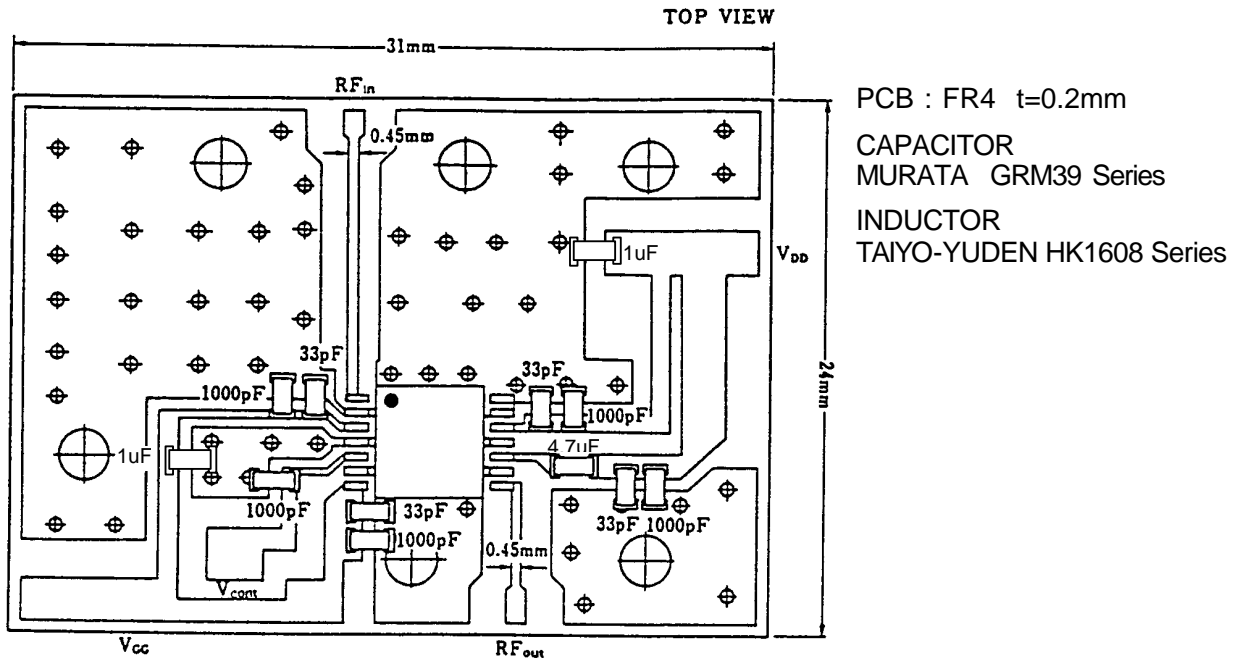 TOP VIEW
31mm
RFin
0.45mm
PCB : FR4 t=0.2mm
CAPACITOR
MURATA GRM39 Series
INDUCTOR
TAIYO-YUDEN HK1608 Series
1uF
VDD
24mm
33pF
33pF
1000pF
1000pF
1uF
4.7uF
1000pF
33pF
33pF
1000pF
1000pF
0.45mm
Vcont
VGG
RFout